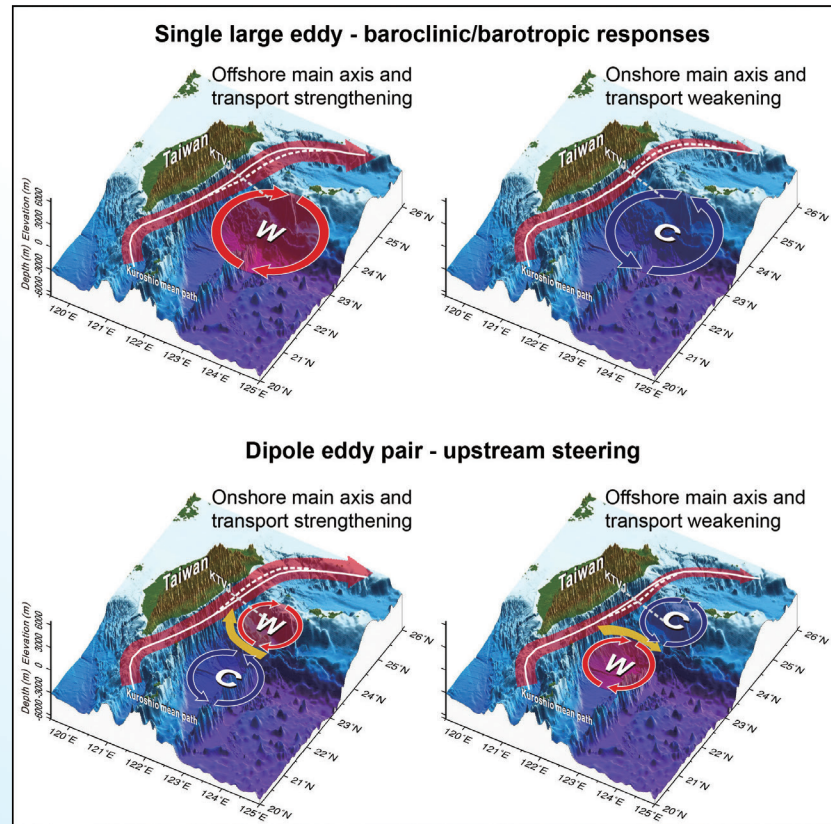 Single large eddy - baroclinic/barotropic responses
Offshore main axis and
transport strengthening
Onshore main axis and
transport weakening
Taiwan
KTV1
W
Kuroshio mean path
Depth (m) Elevation (m)
6000
3000
0
-3000
-6000
120°E
121°E
122°E
123°E
124°E
125°E
20°N
21°N
22°N
23°N
24°N
25°N
26°N
Taiwan
KTV1
C
Kuroshio mean path
120°E
121°E
122°E
123°E
124°E
125°E
20°N
21°N
22°N
23°N
24°N
25°N
26°N
Dipole eddy pair - upstream steering
Onshore main axis and
transport strengthening
Offshore main axis and
transport weakening
Taiwan
KTV1
W
C
Kuroshio mean path
Depth (m) Elevation (m)
6000
3000
0
-3000
-6000
120°E
121°E
122°E
123°E
124°E
125°E
20°N
21°N
22°N
23°N
24°N
25°N
26°N
Taiwan
KTV1
C
W
Kuroshio mean path
120°E
121°E
122°E
123°E
124°E
125°E
20°N
21°N
22°N
23°N
24°N
25°N
26°N